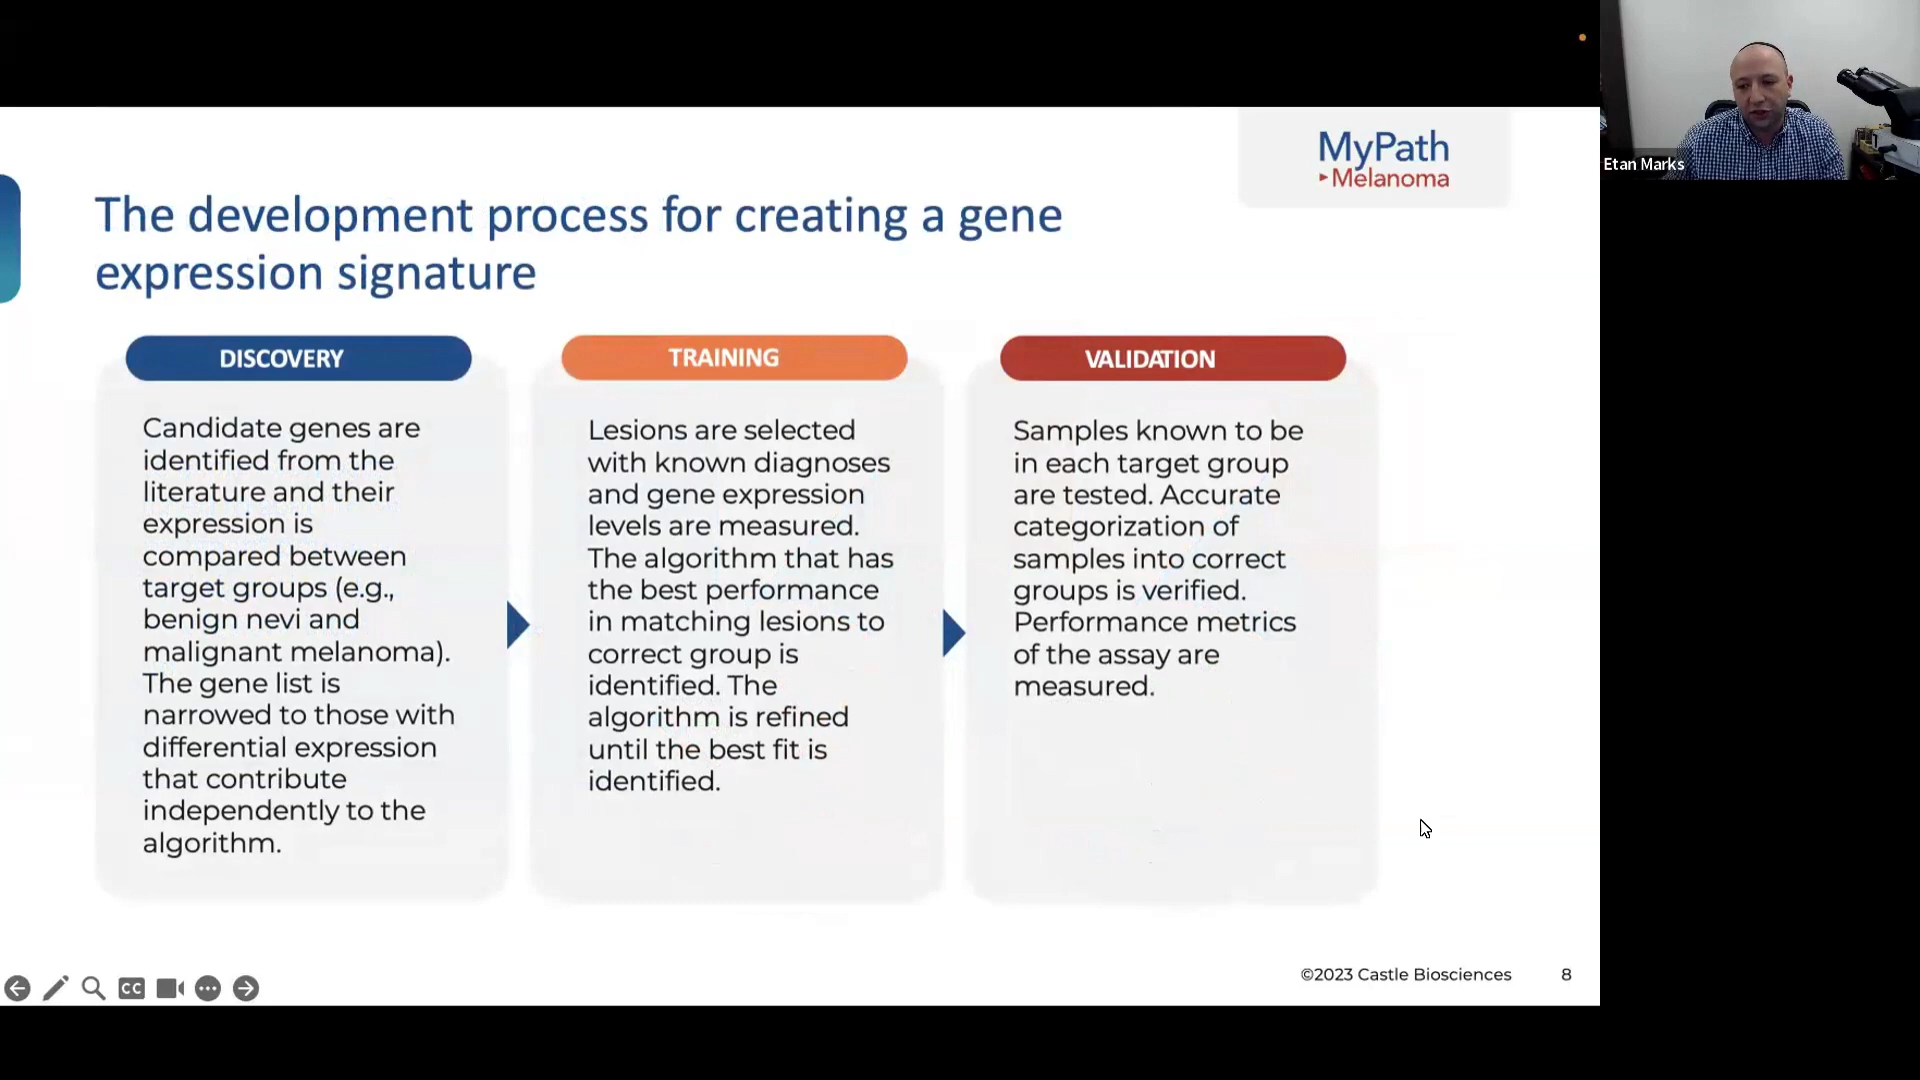 Etan Marks
MyPath
Melanoma
The development process for creating a gene
expression signature
DISCOVERY
Candidate genes are
identified from the
literature and their
expression is
compared between
target groups (e.g.,
benign nevi and
malignant melanoma).
The gene list is
narrowed to those with
differential expression
that contribute
independently to the
algorithm.
TRAINING
Lesions are selected
with known diagnoses
and gene expression
levels are measured.
The algorithm that has
the best performance
in matching lesions to
correct group is
identified. The
algorithm is refined
until the best fit is
identified.
VALIDATION
Samples known to be
in each target group
are tested. Accurate
categorization of
samples into correct
groups is verified.
Performance metrics
of the assay are
measured.
CC
©2023 Castle Biosciences
8